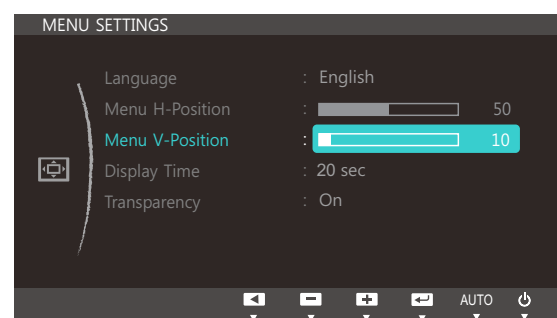 MENU SETTINGS
Language : English
Menu H-Position : 50
Menu V-Position : 10
Display Time : 20 sec
Transparency : On
AUTO